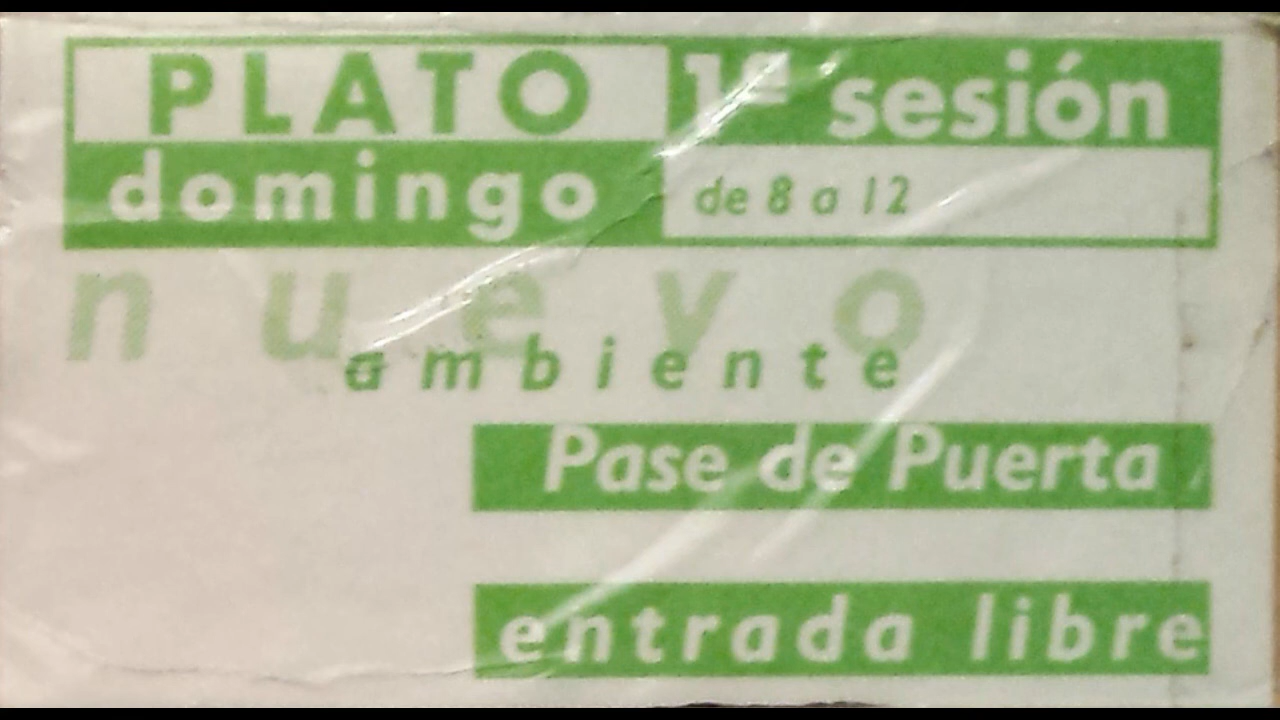 PLATO 1ª sesión
domingo de 8 a 12
nuevo
ambiente
Pase de Puerta
entrada libre